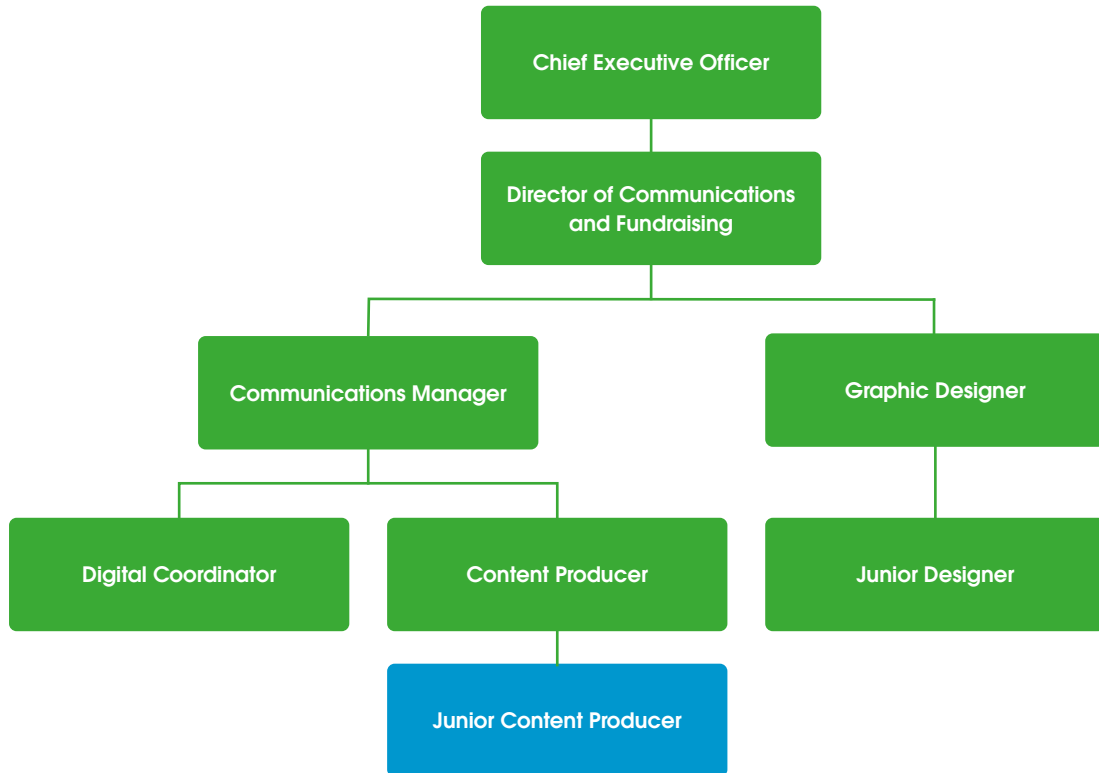 Chief Executive Officer
Director of Communications
and Fundraising
Communications Manager
Graphic Designer
Digital Coordinator
Content Producer
Junior Designer
Junior Content Producer